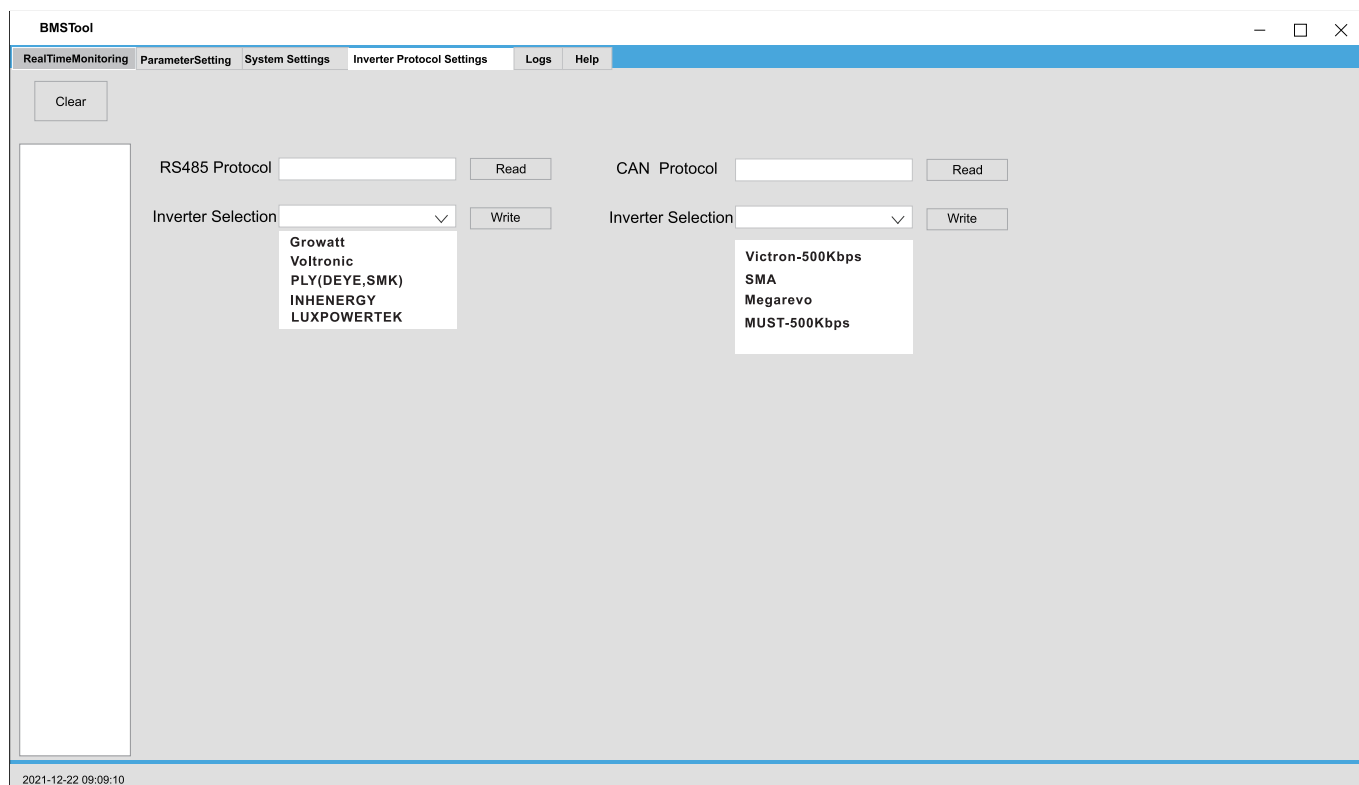 BMSTool
RealTimeMonitoring ParameterSetting System Settings Inverter Protocol Settings Logs Help
Clear
RS485 Protocol Read CAN Protocol Read
Inverter Selection Write Inverter Selection Write
Growatt
Voltronic
PLY(DEYE,SMK)
INHENERGY
LUXPOWERTEK
Victron-500Kbps
SMA
Megarevo
MUST-500Kbps
2021-12-22 09:09:10